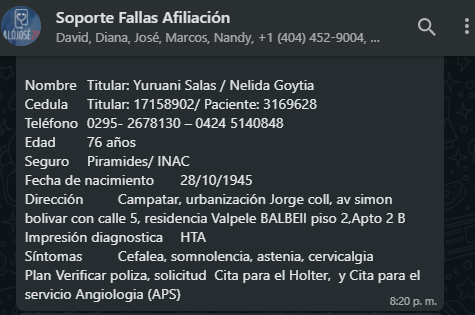 Soporte Fallas Afiliación
David, Diana, José, Marcos, Nandy, +1 (404) 452-9004, ...
Nombre Titular: Yuruani Salas / Nelida Goytia
Cedula Titular: 17158902/ Paciente: 3169628
Teléfono 0295- 2678130 – 0424 5140848
Edad 76 años
Seguro Piramides/ INAC
Fecha de nacimiento 28/10/1945
Dirección Campatar, urbanización Jorge coll, av simon
bolivar con calle 5, residencia Valpele BALBEII piso 2,Apto 2 B
Impresión diagnostica HTA
Síntomas Cefalea, somnolencia, astenia, cervicalgia
Plan Verificar poliza, solicitud Cita para el Holter, y Cita para el
servicio Angiologia (APS)
8:20 p. m.